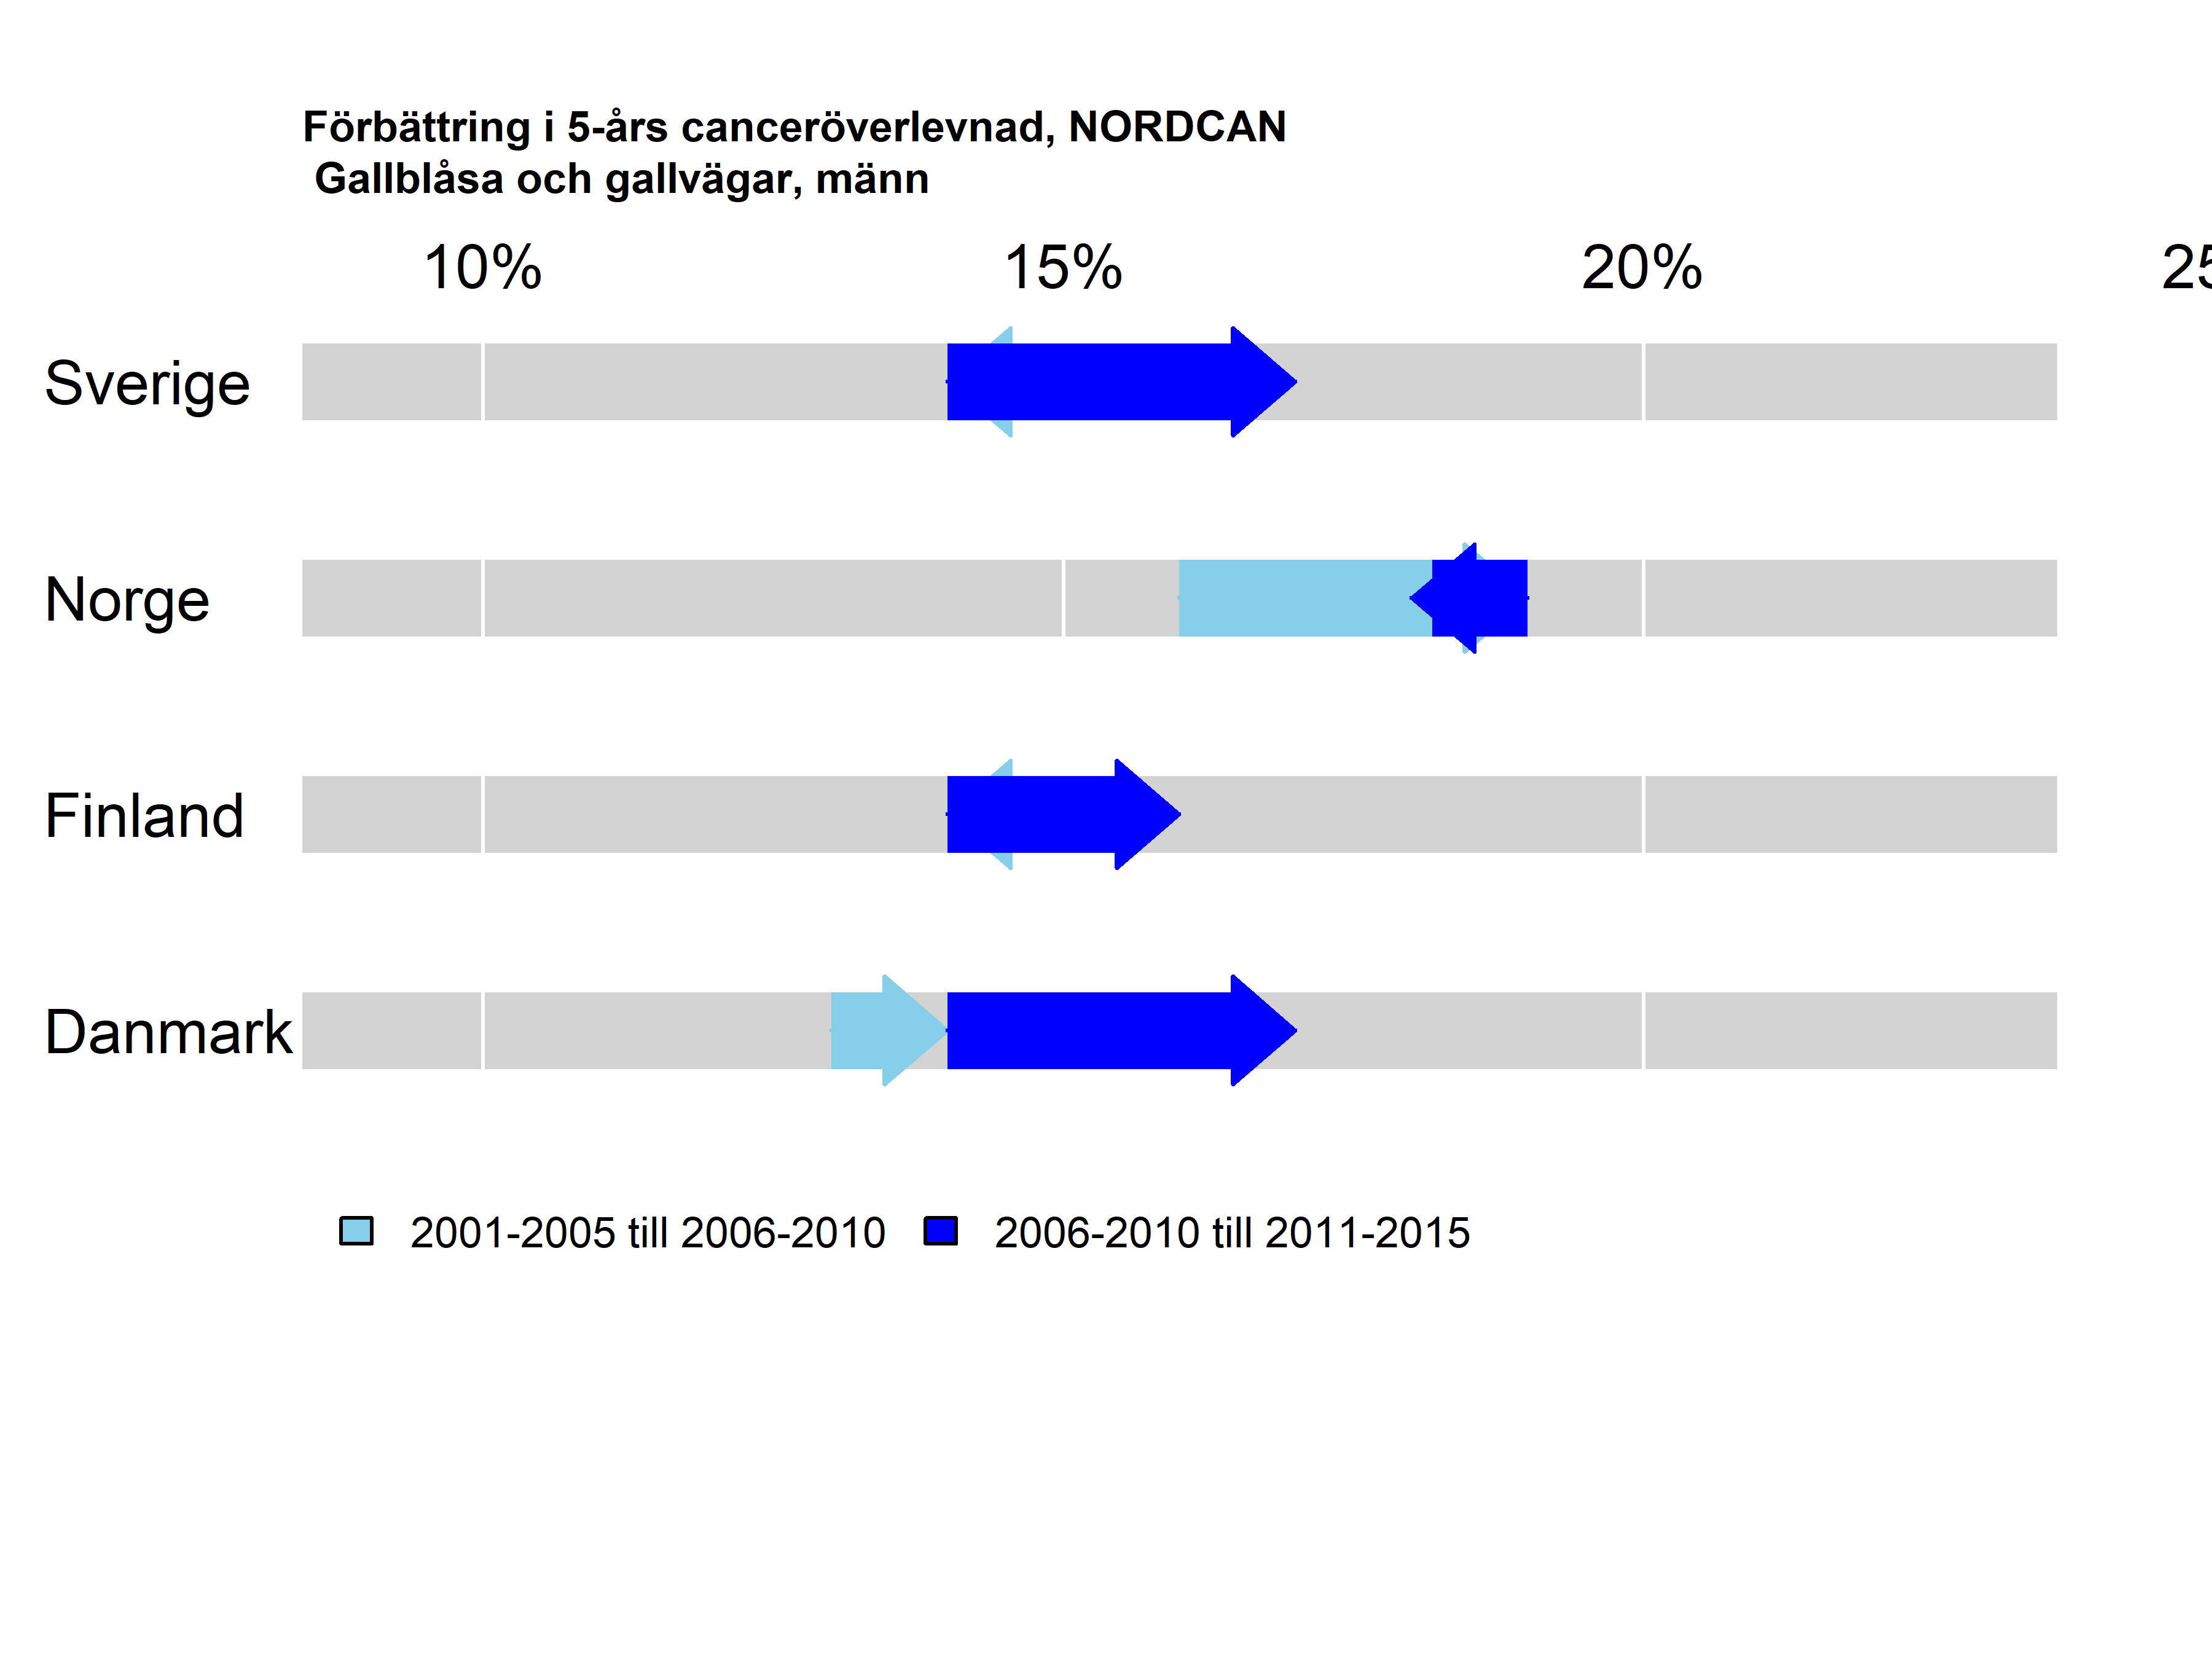 Förbättring i 5-års canceröverlevnad, NORDCAN
Gallblåsa och gallvägar, männ
10% 15% 20% 25
Sverige
Norge
Finland
Danmark
2001-2005 till 2006-2010 2006-2010 till 2011-2015